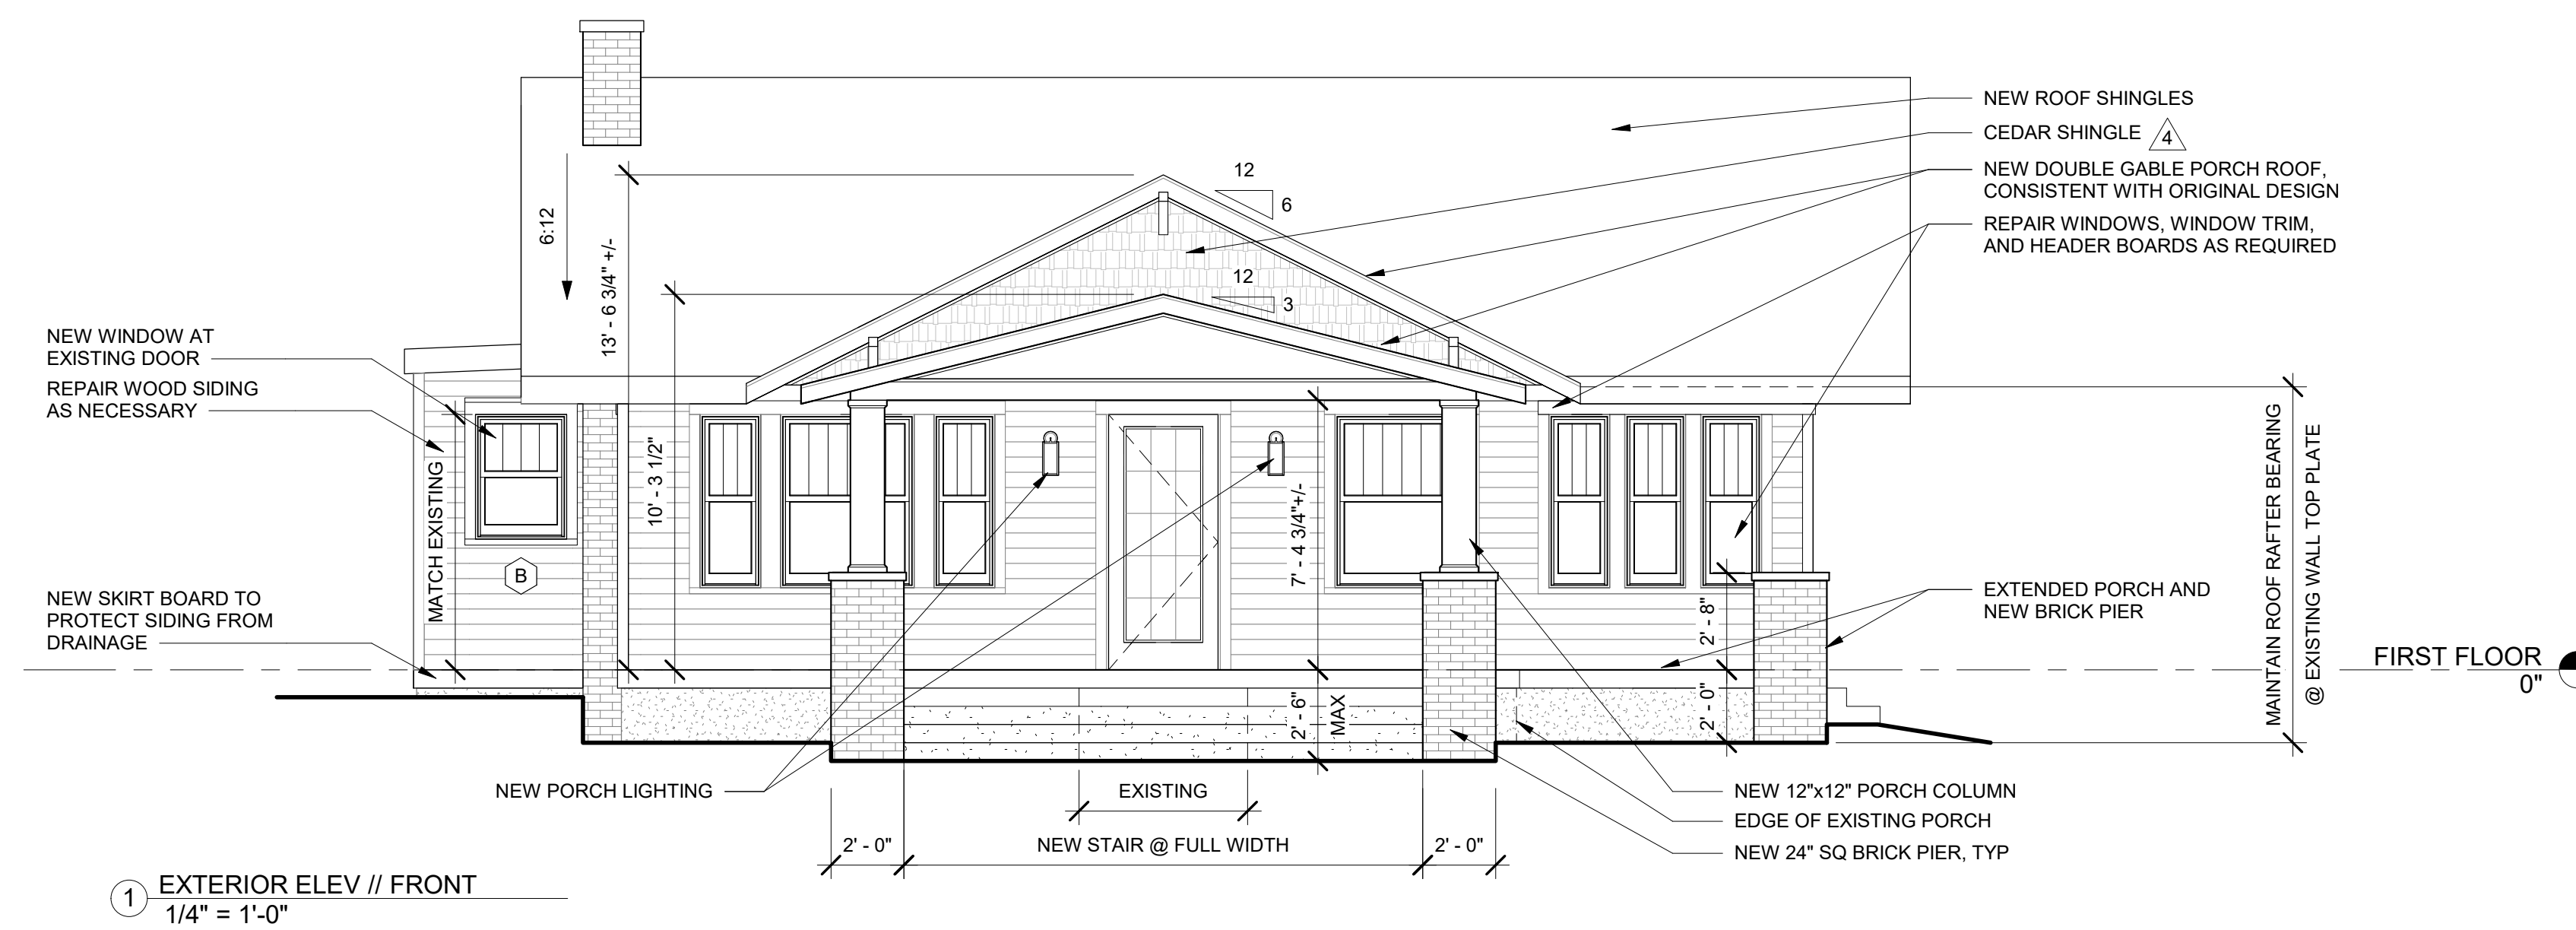 NEW ROOF SHINGLES
CEDAR SHINGLE 4
NEW DOUBLE GABLE PORCH ROOF,
CONSISTENT WITH ORIGINAL DESIGN
REPAIR WINDOWS, WINDOW TRIM,
AND HEADER BOARDS AS REQUIRED
12
6
12
3
6:12
13' - 6 3/4" +/-
10' - 3 1/2"
NEW WINDOW AT
EXISTING DOOR
REPAIR WOOD SIDING
AS NECESSARY
MATCH EXISTING
B
NEW SKIRT BOARD TO
PROTECT SIDING FROM
DRAINAGE
7' - 4 3/4"+/-
2' - 6"
MAX
2' - 8"
2' - 0"
EXTENDED PORCH AND
NEW BRICK PIER
MAINTAIN ROOF RAFTER BEARING
@ EXISTING WALL TOP PLATE
FIRST FLOOR
0"
NEW PORCH LIGHTING
EXISTING
2' - 0"
NEW STAIR @ FULL WIDTH
2' - 0"
NEW 12"x12" PORCH COLUMN
EDGE OF EXISTING PORCH
NEW 24" SQ BRICK PIER, TYP
1 EXTERIOR ELEV // FRONT
1/4" = 1'-0"